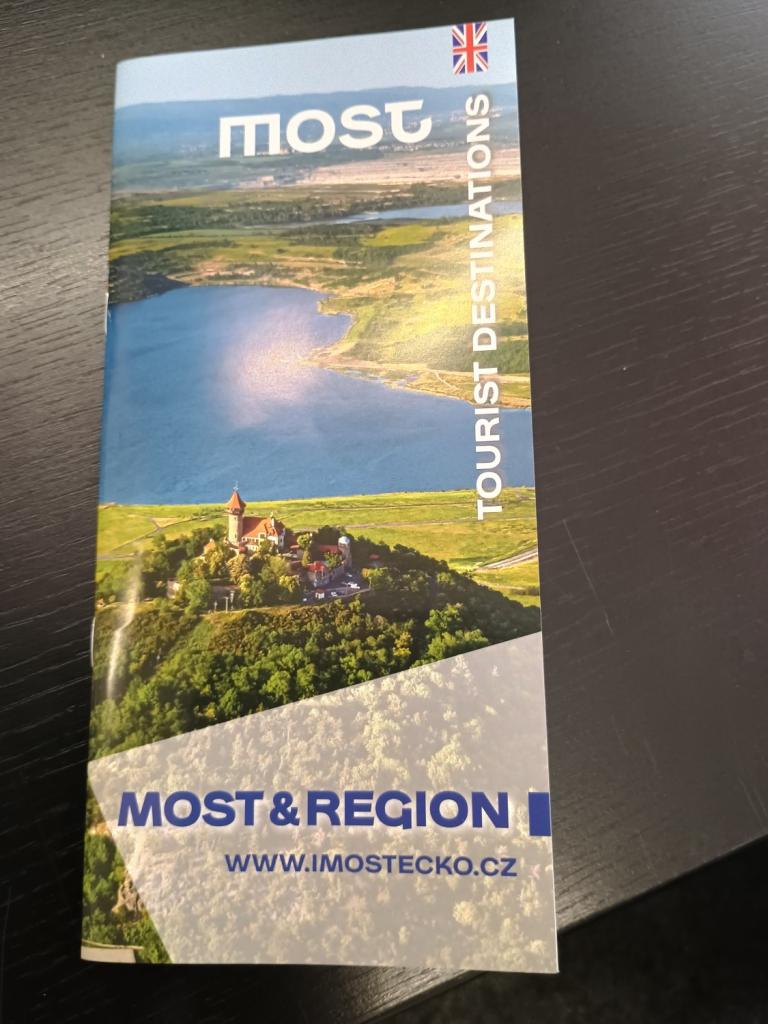 most
TOURIST DESTINATIONS
MOST & REGION
WWW.IMOSTECKO.CZ